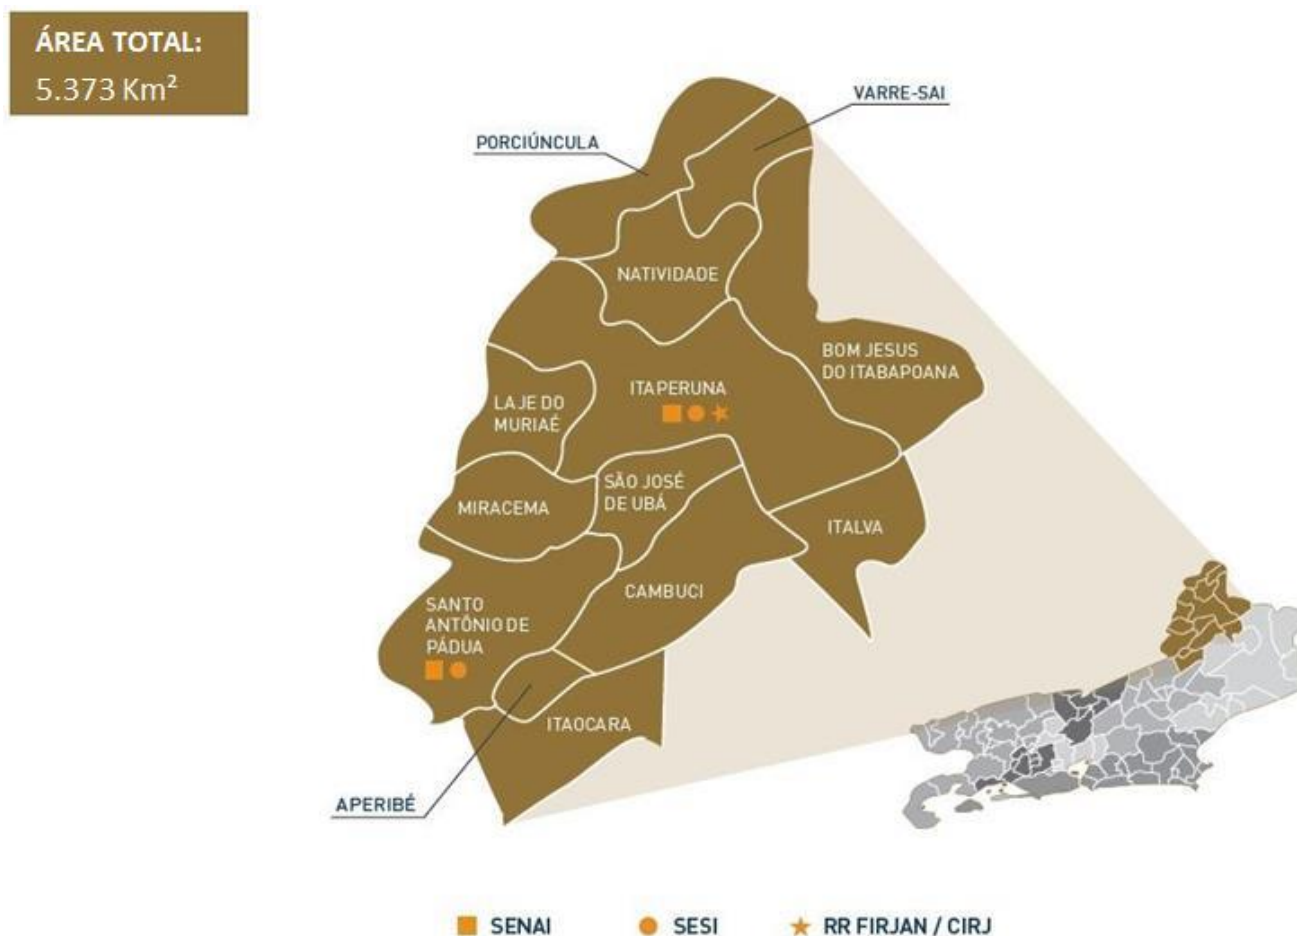 ÁREA TOTAL:
5.373 Km²
VARRE-SAI
PORCIÚNCULA
NATIVIDADE
BOM JESUS
DO ITABAPOANA
ITAPERUNA
LAJE DO
MURIAÉ
SÃO JOSÉ
DE UBÁ
MIRACEMA
ITALVA
CAMBUCI
SANTO
ANTÔNIO DE
PÁDUA
ITAOCARA
APERIBÉ
SENAI
SESI
RR FIRJAN / CIRJ